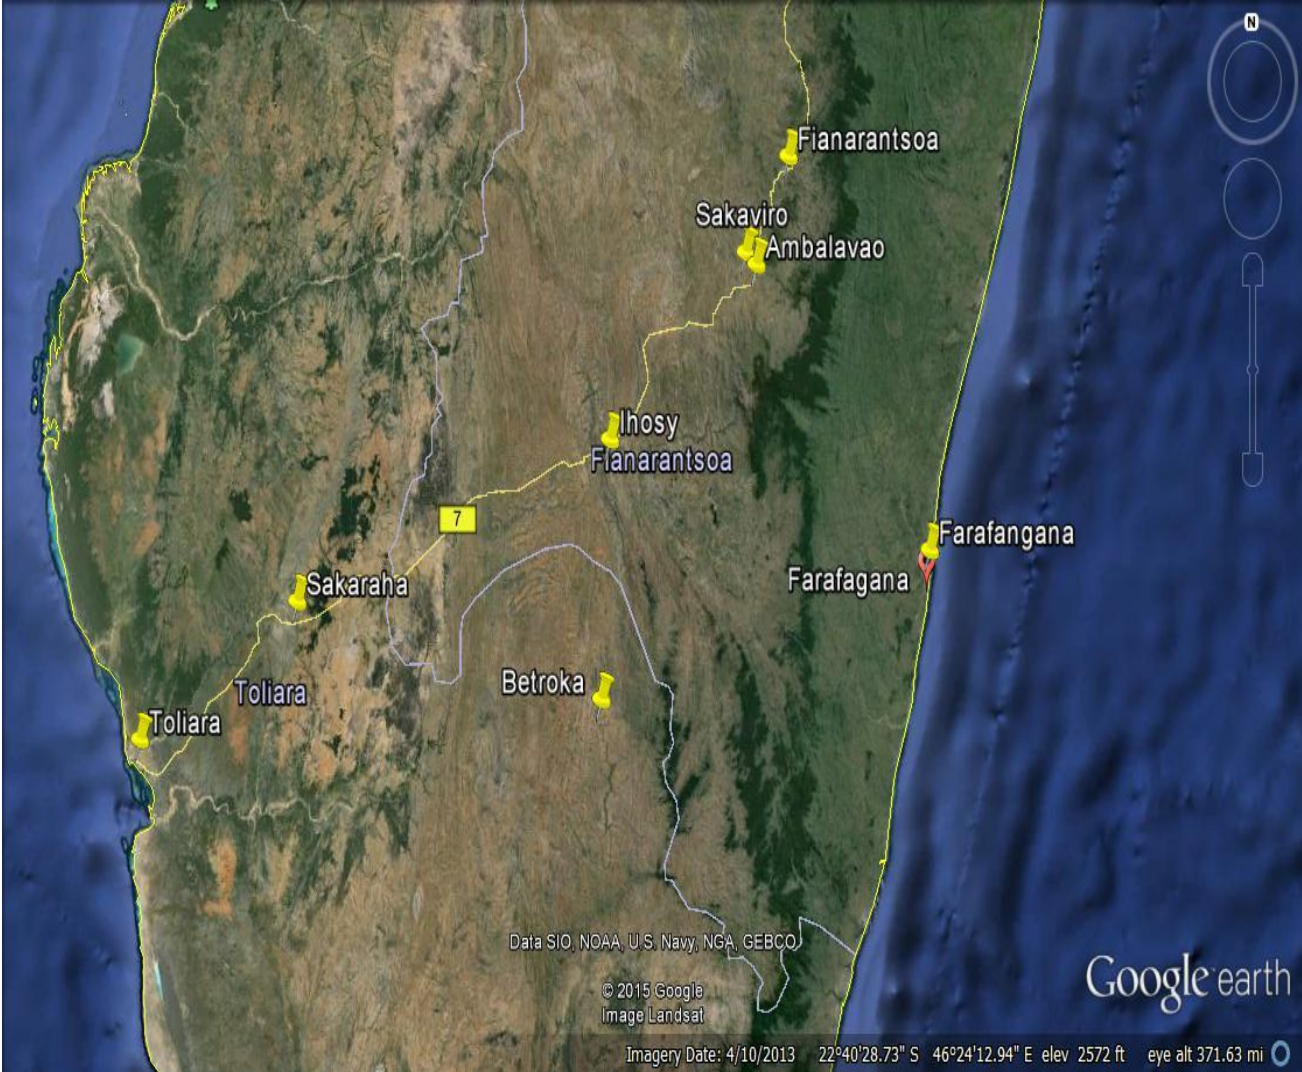 N
Fianarantsoa
Sakaviro
Ambalavao
Ihosy
Fianarantsoa
7
Farafangana
Sakaraha
Farafagana
Betroka
Toliara
Toliara
Data SIO, NOAA, U.S. Navy, NGA, GEBCO
© 2015 Google
Image Landsat
Google earth
Imagery Date: 4/10/2013 22°40'28.73" S 46°24'12.94" E elev 2572 ft eye alt 371.63 mi